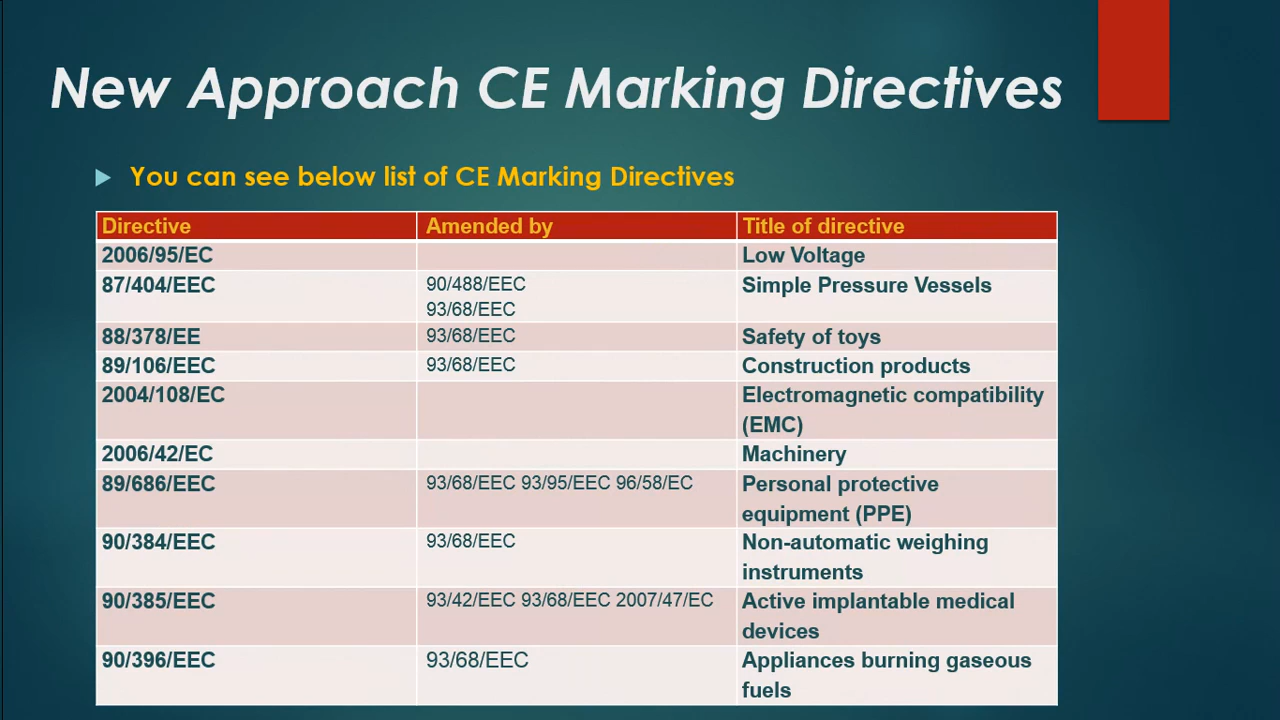 New Approach CE Marking Directives
You can see below list of CE Marking Directives
Directive Amended by Title of directive
2006/95/EC Low Voltage
87/404/EEC 90/488/EEC Simple Pressure Vessels
93/68/EEC
88/378/EE 93/68/EEC Safety of toys
89/106/EEC 93/68/EEC Construction products
2004/108/EC Electromagnetic compatibility
(EMC)
2006/42/EC Machinery
89/686/EEC 93/68/EEC 93/95/EEC 96/58/EC Personal protective
equipment (PPE)
90/384/EEC 93/68/EEC Non-automatic weighing
instruments
90/385/EEC 93/42/EEC 93/68/EEC 2007/47/EC Active implantable medical
devices
90/396/EEC 93/68/EEC Appliances burning gaseous
fuels